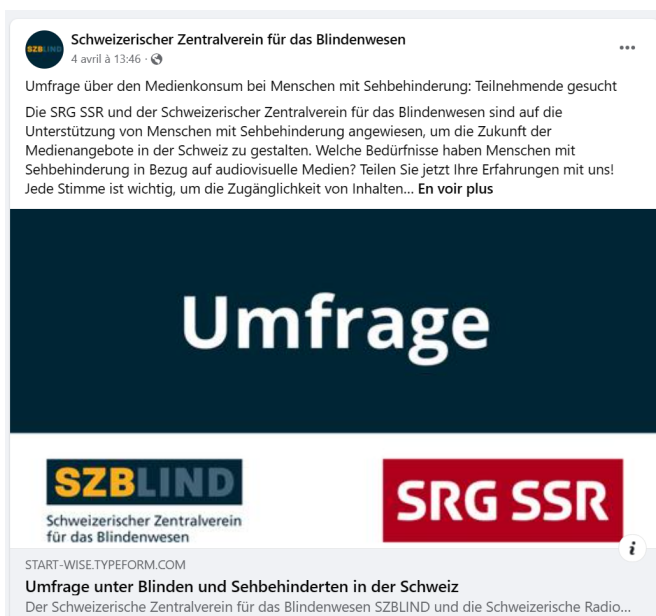 SZBLIND
Schweizerischer Zentralverein für das Blindenwesen
4 avril à 13:46 ·
Umfrage über den Medienkonsum bei Menschen mit Sehbehinderung: Teilnehmende gesucht
Die SRG SSR und der Schweizerischer Zentralverein für das Blindenwesen sind auf die
Unterstützung von Menschen mit Sehbehinderung angewiesen, um die Zukunft der
Medienangebote in der Schweiz zu gestalten. Welche Bedürfnisse haben Menschen mit
Sehbehinderung in Bezug auf audiovisuelle Medien? Teilen Sie jetzt Ihre Erfahrungen mit uns!
Jede Stimme ist wichtig, um die Zugänglichkeit von Inhalten... En voir plus
Umfrage
SZBLIND
Schweizerischer Zentralverein
für das Blindenwesen
SRG SSR
START-WISE.TYPEFORM.COM
Umfrage unter Blinden und Sehbehinderten in der Schweiz
Der Schweizerische Zentralverein für das Blindenwesen SZBLIND und die Schweizerische Radio...